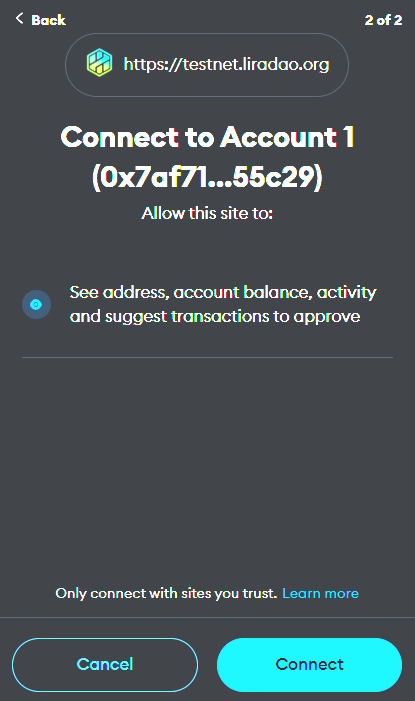 Back
2 of 2
https://testnet.liradao.org
Connect to Account 1
(0x7af71...55c29)
Allow this site to:
See address, account balance, activity
and suggest transactions to approve
Only connect with sites you trust. Learn more
Cancel
Connect